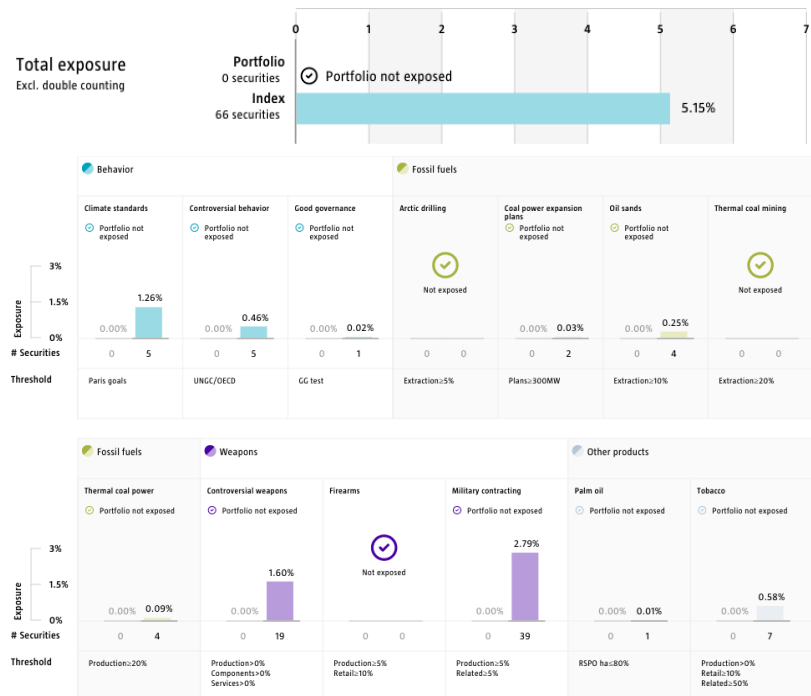 0 1 2 3 4 5 6 7
Total exposure
Excl. double counting
Portfolio
0 securities
Portfolio not exposed
Index
66 securities
5.15%
Behavior
Fossil fuels
Climate standards
Controversial behavior
Good governance
Arctic drilling
Coal power expansion
plans
Oil sands
Thermal coal mining
Portfolio not
exposed
Portfolio not
exposed
Portfolio not
exposed
Portfolio not
exposed
Portfolio not
exposed
Not exposed
Not exposed
Exposure
3%
1.5%
0%
0.00% 1.26%
0.00% 0.46%
0.00% 0.02%
0.00% 0.03%
0.00% 0.25%
# Securities 0 5 0 5 0 1 0 0 0 2 0 4 0 0
Threshold Paris goals UNGC/OECD GG test Extraction≥5% Plans≥300MW Extraction≥10% Extraction≥20%
Fossil fuels
Weapons
Other products
Thermal coal power
Controversial weapons
Firearms
Military contracting
Palm oil
Tobacco
Portfolio not exposed
Portfolio not exposed
Portfolio not exposed
Portfolio not exposed
Portfolio not exposed
Not exposed
Exposure
3%
1.5%
0%
0.00% 0.09%
0.00% 1.60%
0.00% 2.79%
0.00% 0.01%
0.00% 0.58%
# Securities 0 4 0 19 0 0 0 39 0 1 0 7
Threshold
Production≥20%
Production>0%
Components>0%
Services>0%
Production≥5%
Retail≥10%
Production≥5%
Related≥5%
RSPO ha≤80%
Production>0%
Retail≥10%
Related≥50%